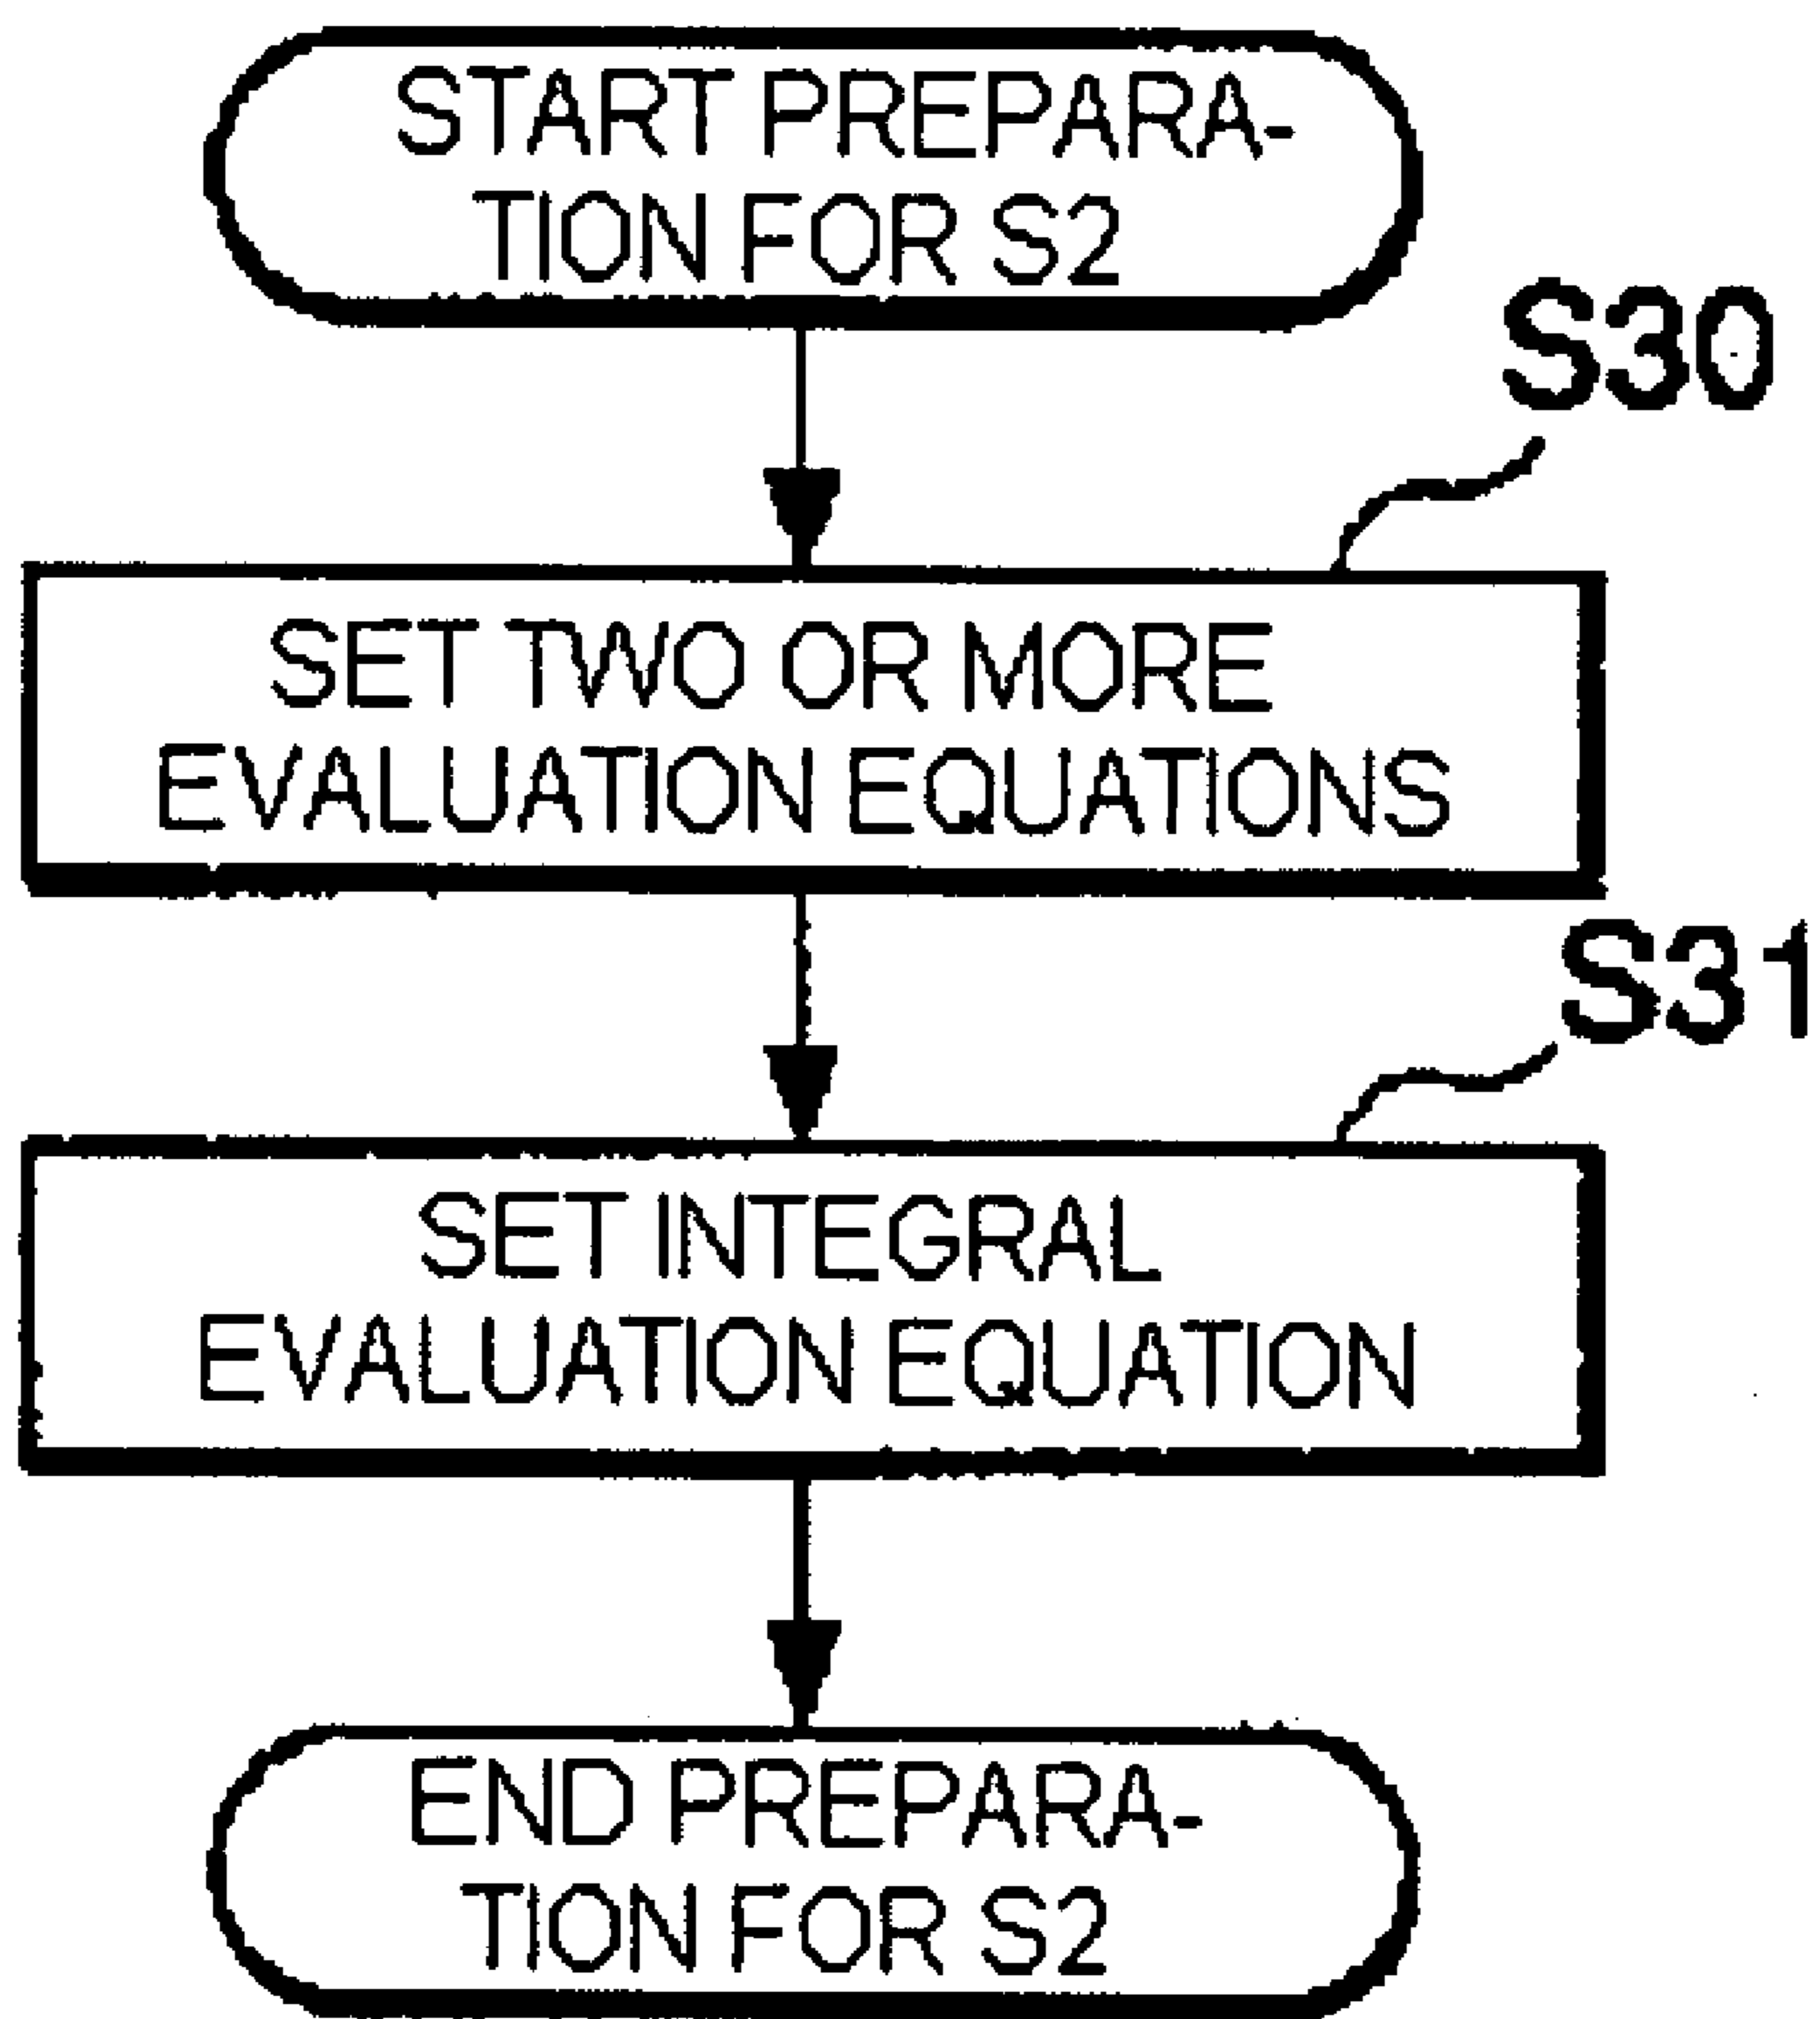 START PREPARA-
TION FOR S2
S30
SET TWO OR MORE
EVALUATION EQUATIONS
S31
SET INTEGRAL
EVALUATION EQUATION
END PREPARA-
TION FOR S2